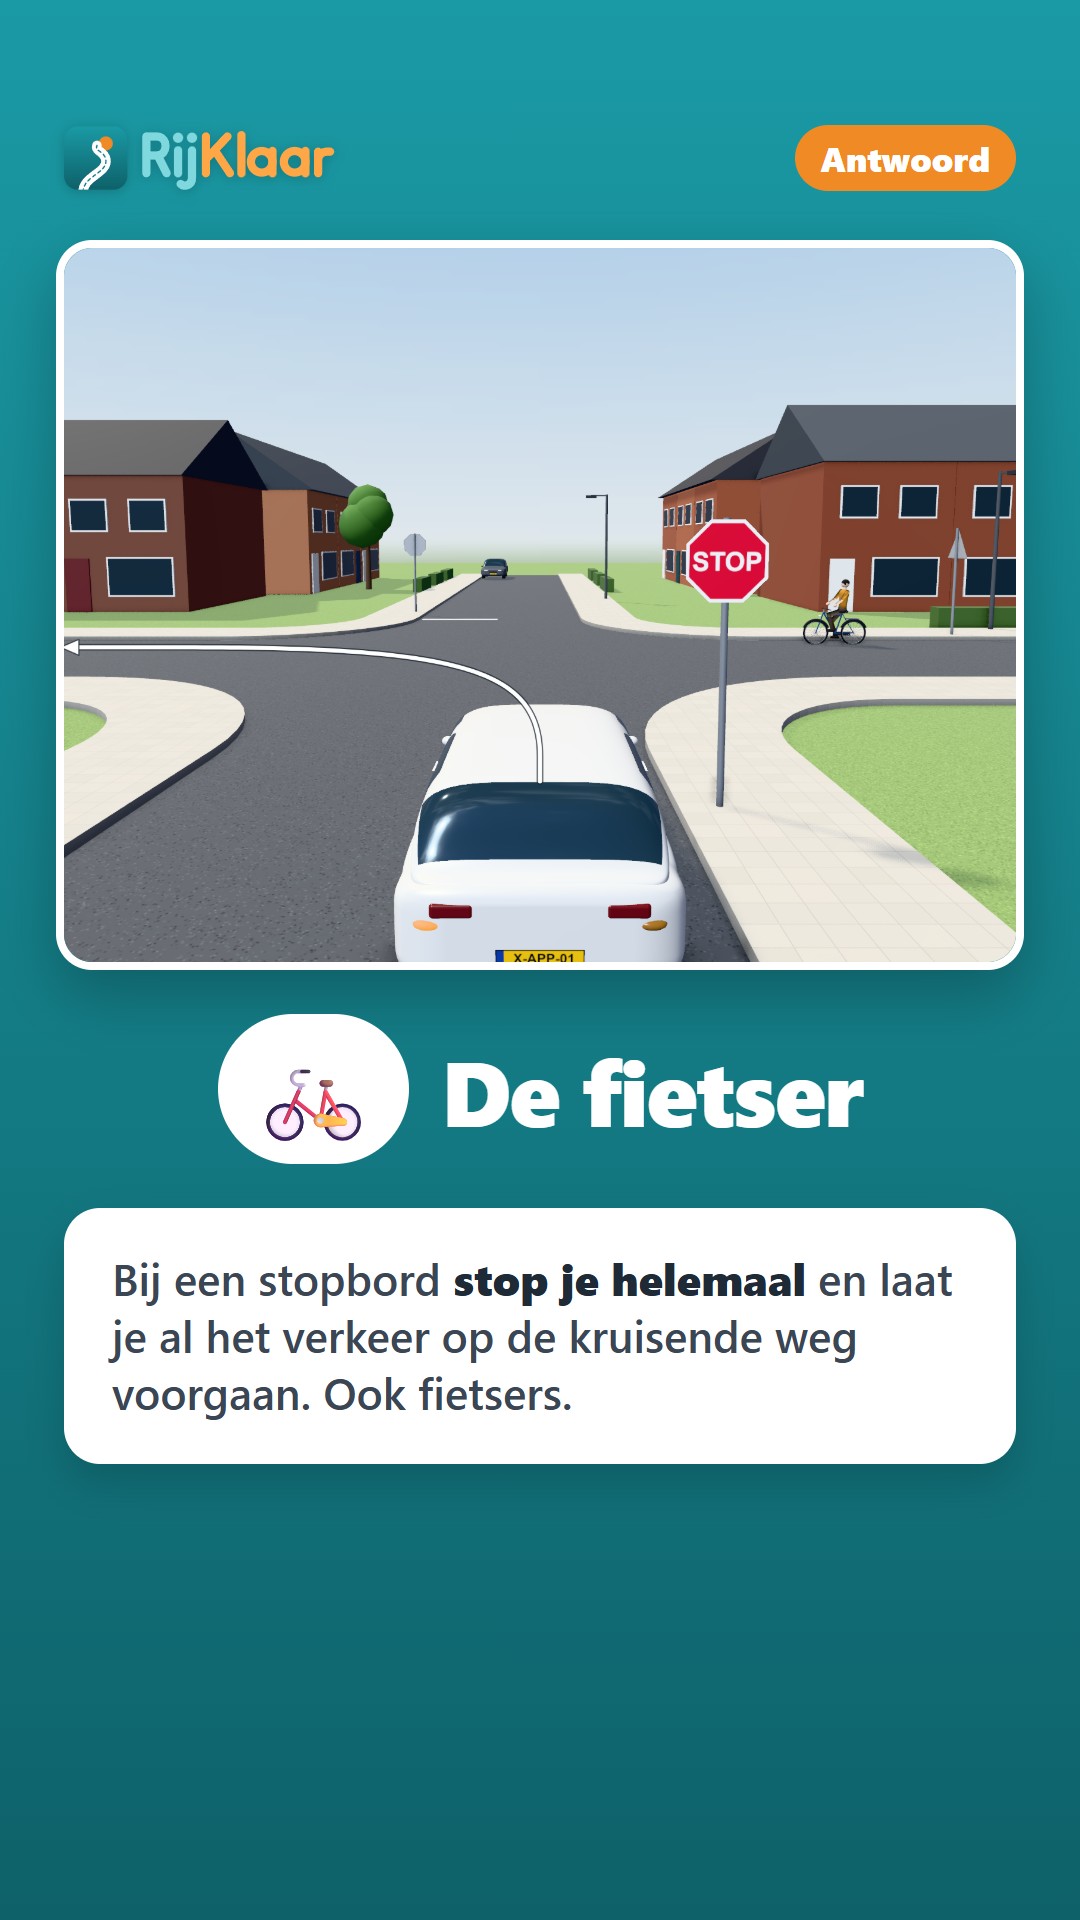 RijKlaar
Antwoord
STOP
X-APP-01
De fietser
Bij een stopbord stop je helemaal en laat
je al het verkeer op de kruisende weg
voorgaan. Ook fietsers.